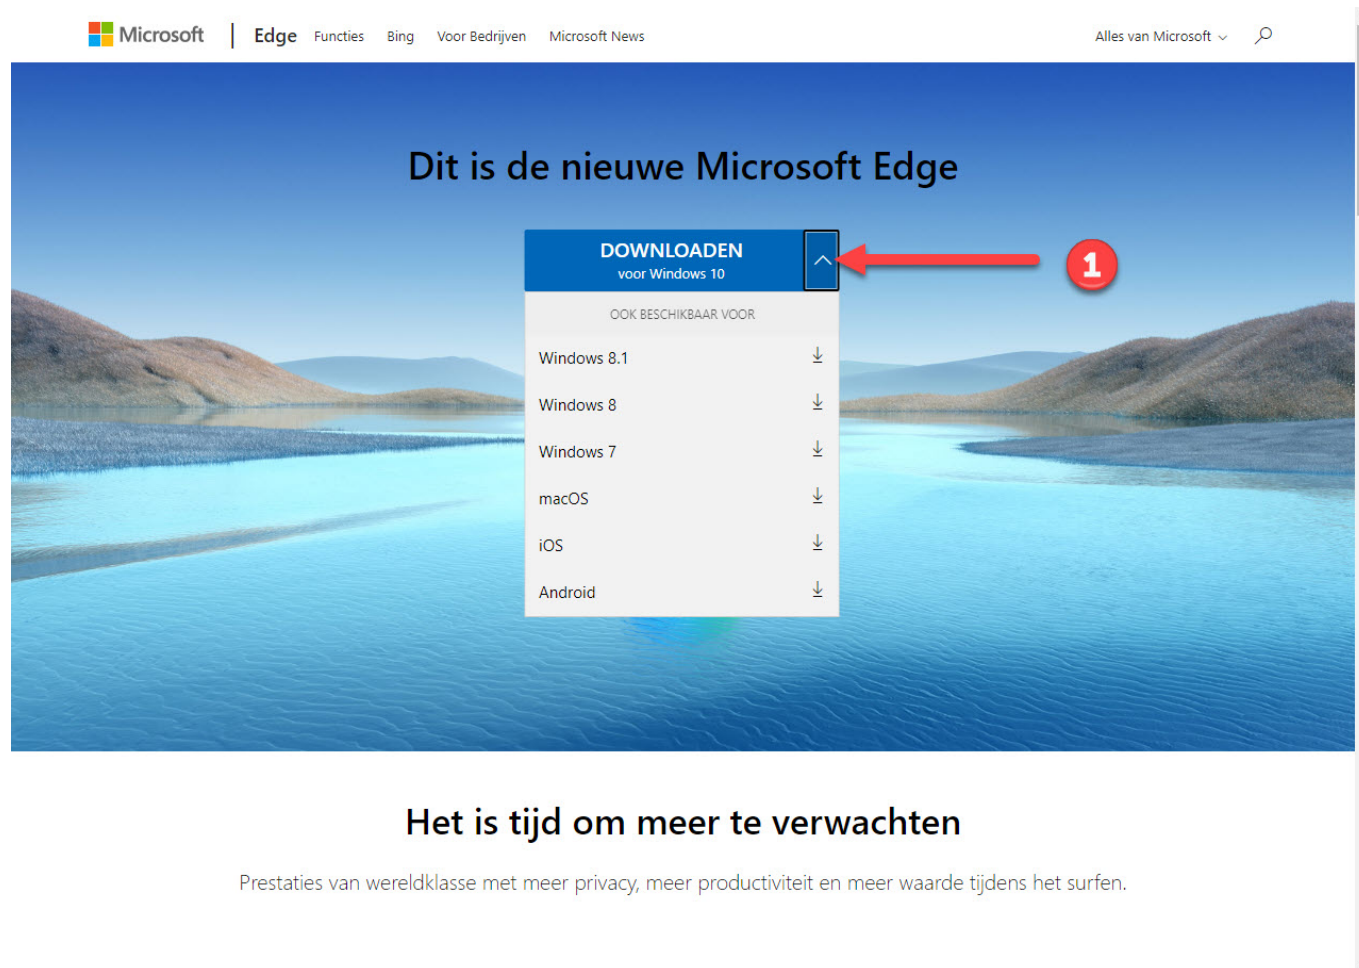 Microsoft | Edge Functies Bing Voor Bedrijven Microsoft News Alles van Microsoft
Dit is de nieuwe Microsoft Edge
DOWNLOADEN
voor Windows 10
1
OOK BESCHIKBAAR VOOR
Windows 8.1
Windows 8
Windows 7
macOS
iOS
Android
Het is tijd om meer te verwachten
Prestaties van wereldklasse met meer privacy, meer productiviteit en meer waarde tijdens het surfen.